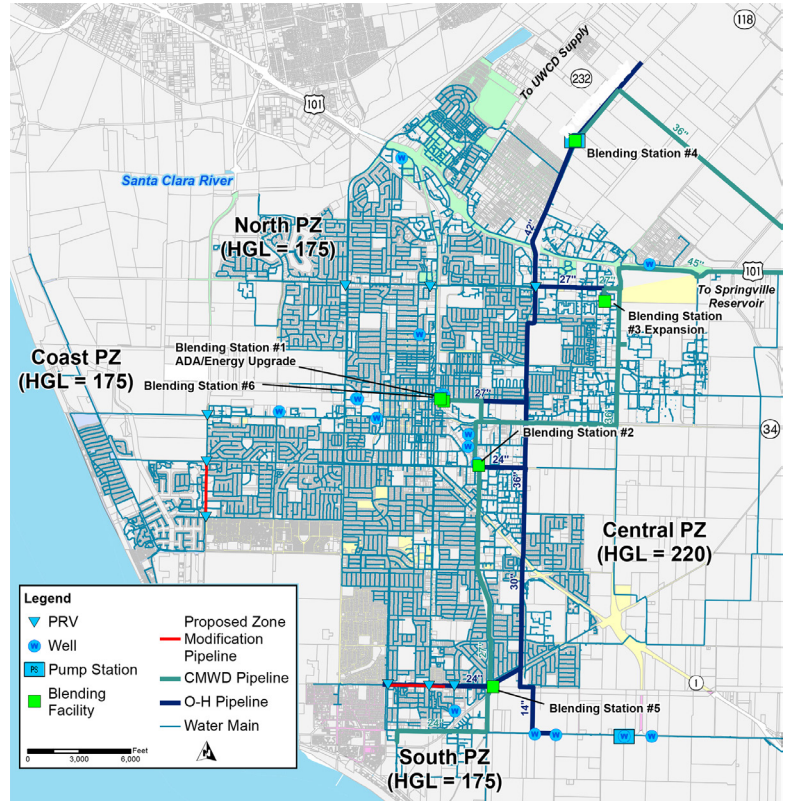 118
To UWCD Supply
232
101
36"
Blending Station #4
Santa Clara River
W
North PZ
(HGL = 175)
42"
W
45"
101
27"
27"
To Springville
Reservoir
Blending Station
#3 Expansion
W
Blending Station #1
ADA/Energy Upgrade
Coast PZ
(HGL = 175)
Blending Station #6
27"
W
W
W
34
W
W
Blending Station #2
24"
36"
Central PZ
(HGL = 220)
30"
27"
1
24"
W
14"
Blending Station #5
W
W
W
W
South PZ
(HGL = 175)
Legend
PRV
W
Well
PS
Pump Station
Blending
Facility
Proposed Zone
Modification
Pipeline
CMWD Pipeline
O-H Pipeline
Water Main
Feet
0
3,000
6,000